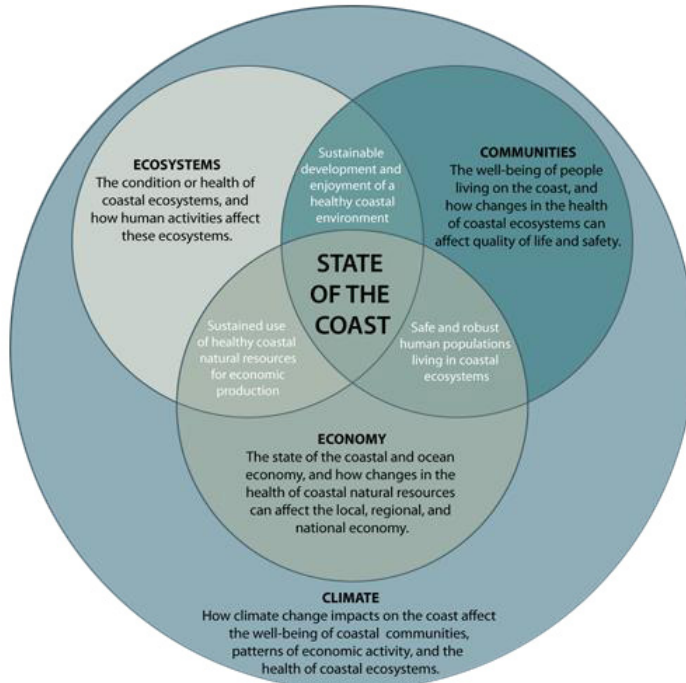 ECOSYSTEMS
The condition or health of
coastal ecosystems, and
how human activities affect
these ecosystems.
Sustainable
development and
enjoyment of a
healthy coastal
environment
COMMUNITIES
The well-being of people
living on the coast, and
how changes in the health
of coastal ecosystems can
affect quality of life and safety.
STATE
OF THE
COAST
Sustained use
of healthy coastal
natural resources
for economic
production
Safe and robust
human populations
living in coastal
ecosystems
ECONOMY
The state of the coastal and ocean
economy, and how changes in the
health of coastal natural resources
can affect the local, regional, and
national economy.
CLIMATE
How climate change impacts on the coast affect
the well-being of coastal communities,
patterns of economic activity, and the
health of coastal ecosystems.